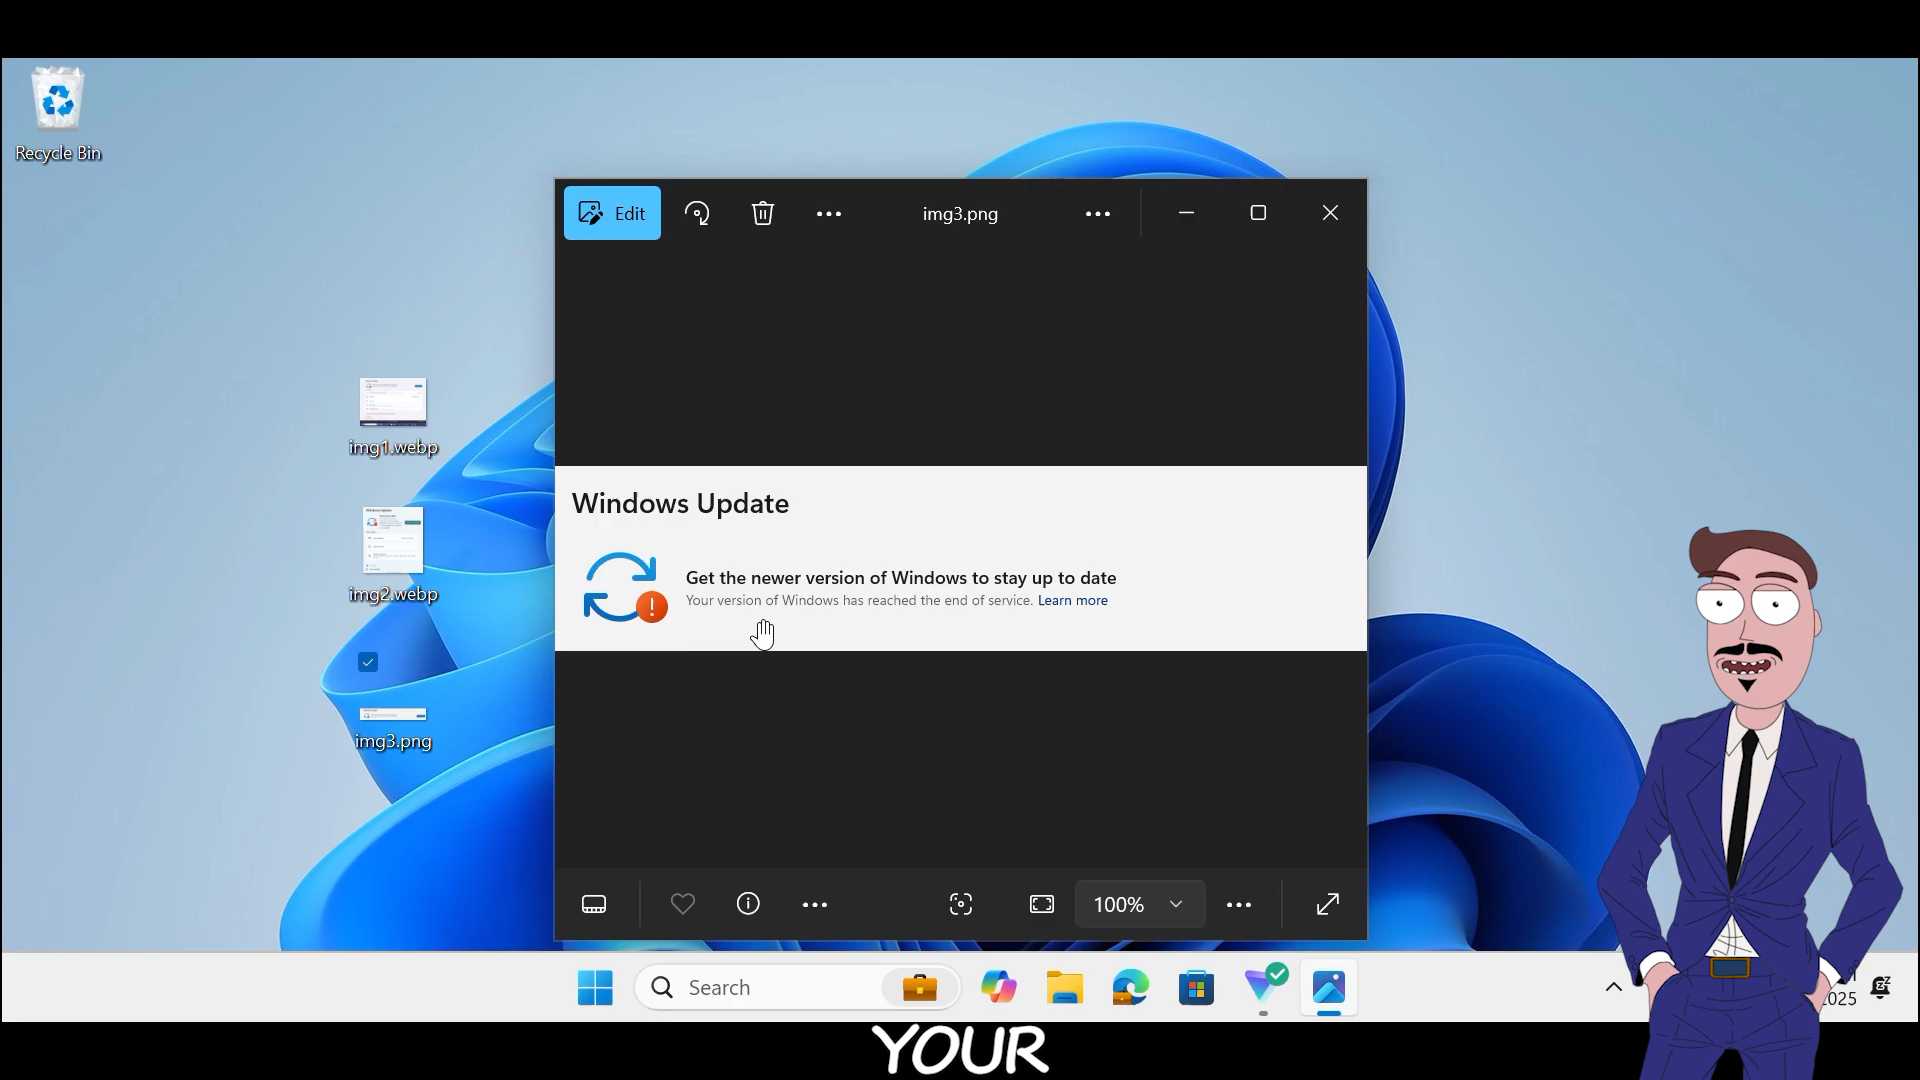 Recycle Bin
Edit
img3.png
img1.webp
Windows Update
Get the newer version of Windows to stay up to date
Your version of Windows has reached the end of service. Learn more
img2.webp
img3.png
100%
Search
2025
YOUR